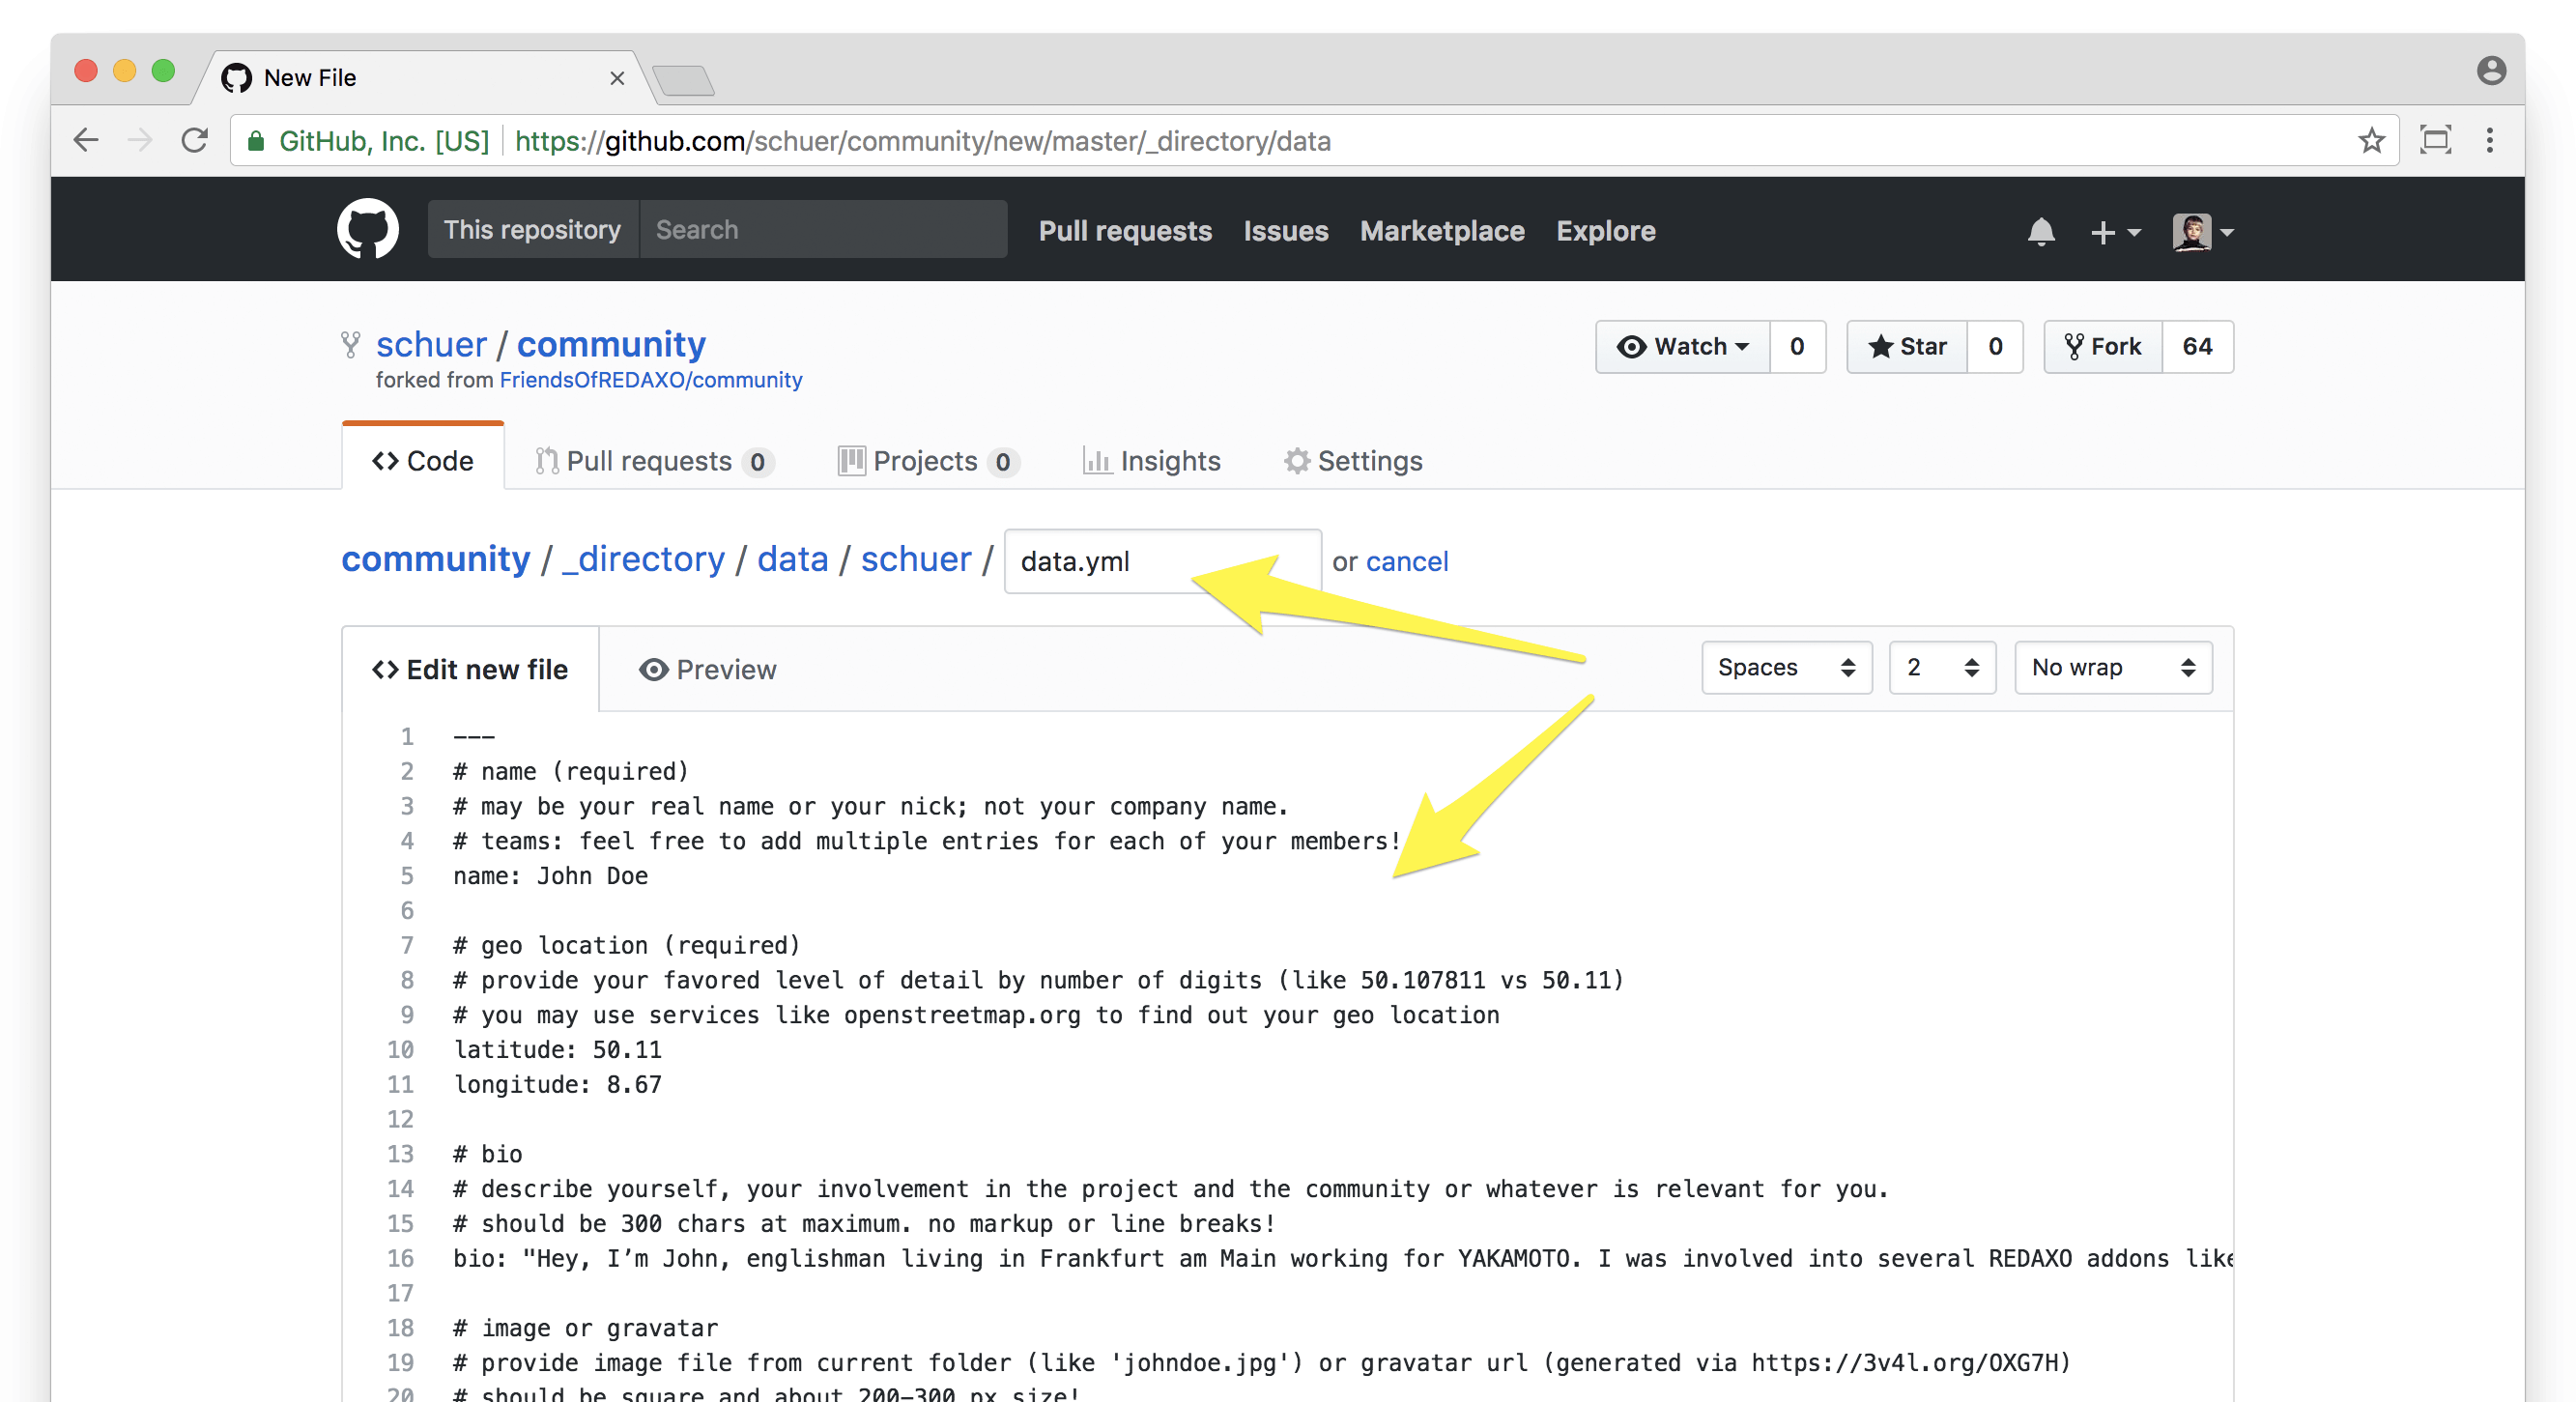 New File
GitHub, Inc. [US] https://github.com/schuer/community/new/master/_directory/data
This repository Search Pull requests Issues Marketplace Explore
schuer / community Watch 0 Star 0 Fork 64
forked from FriendsOfREDAXO/community
Code Pull requests 0 Projects 0 Insights Settings
community / _directory / data / schuer / data.yml or cancel
Edit new file Preview Spaces 2 No wrap
1 ---
2 # name (required)
3 # may be your real name or your nick; not your company name.
4 # teams: feel free to add multiple entries for each of your members!
5 name: John Doe
6
7 # geo location (required)
8 # provide your favored level of detail by number of digits (like 50.107811 vs 50.11)
9 # you may use services like openstreetmap.org to find out your geo location
10 latitude: 50.11
11 longitude: 8.67
12
13 # bio
14 # describe yourself, your involvement in the project and the community or whatever is relevant for you.
15 # should be 300 chars at maximum. no markup or line breaks!
16 bio: "Hey, I’m John, englishman living in Frankfurt am Main working for YAKAMOTO. I was involved into several REDAXO addons like
17
18 # image or gravatar
19 # provide image file from current folder (like 'johndoe.jpg') or gravatar url (generated via https://3v4l.org/OXG7H)
20 # should be square and about 200-300 px size!